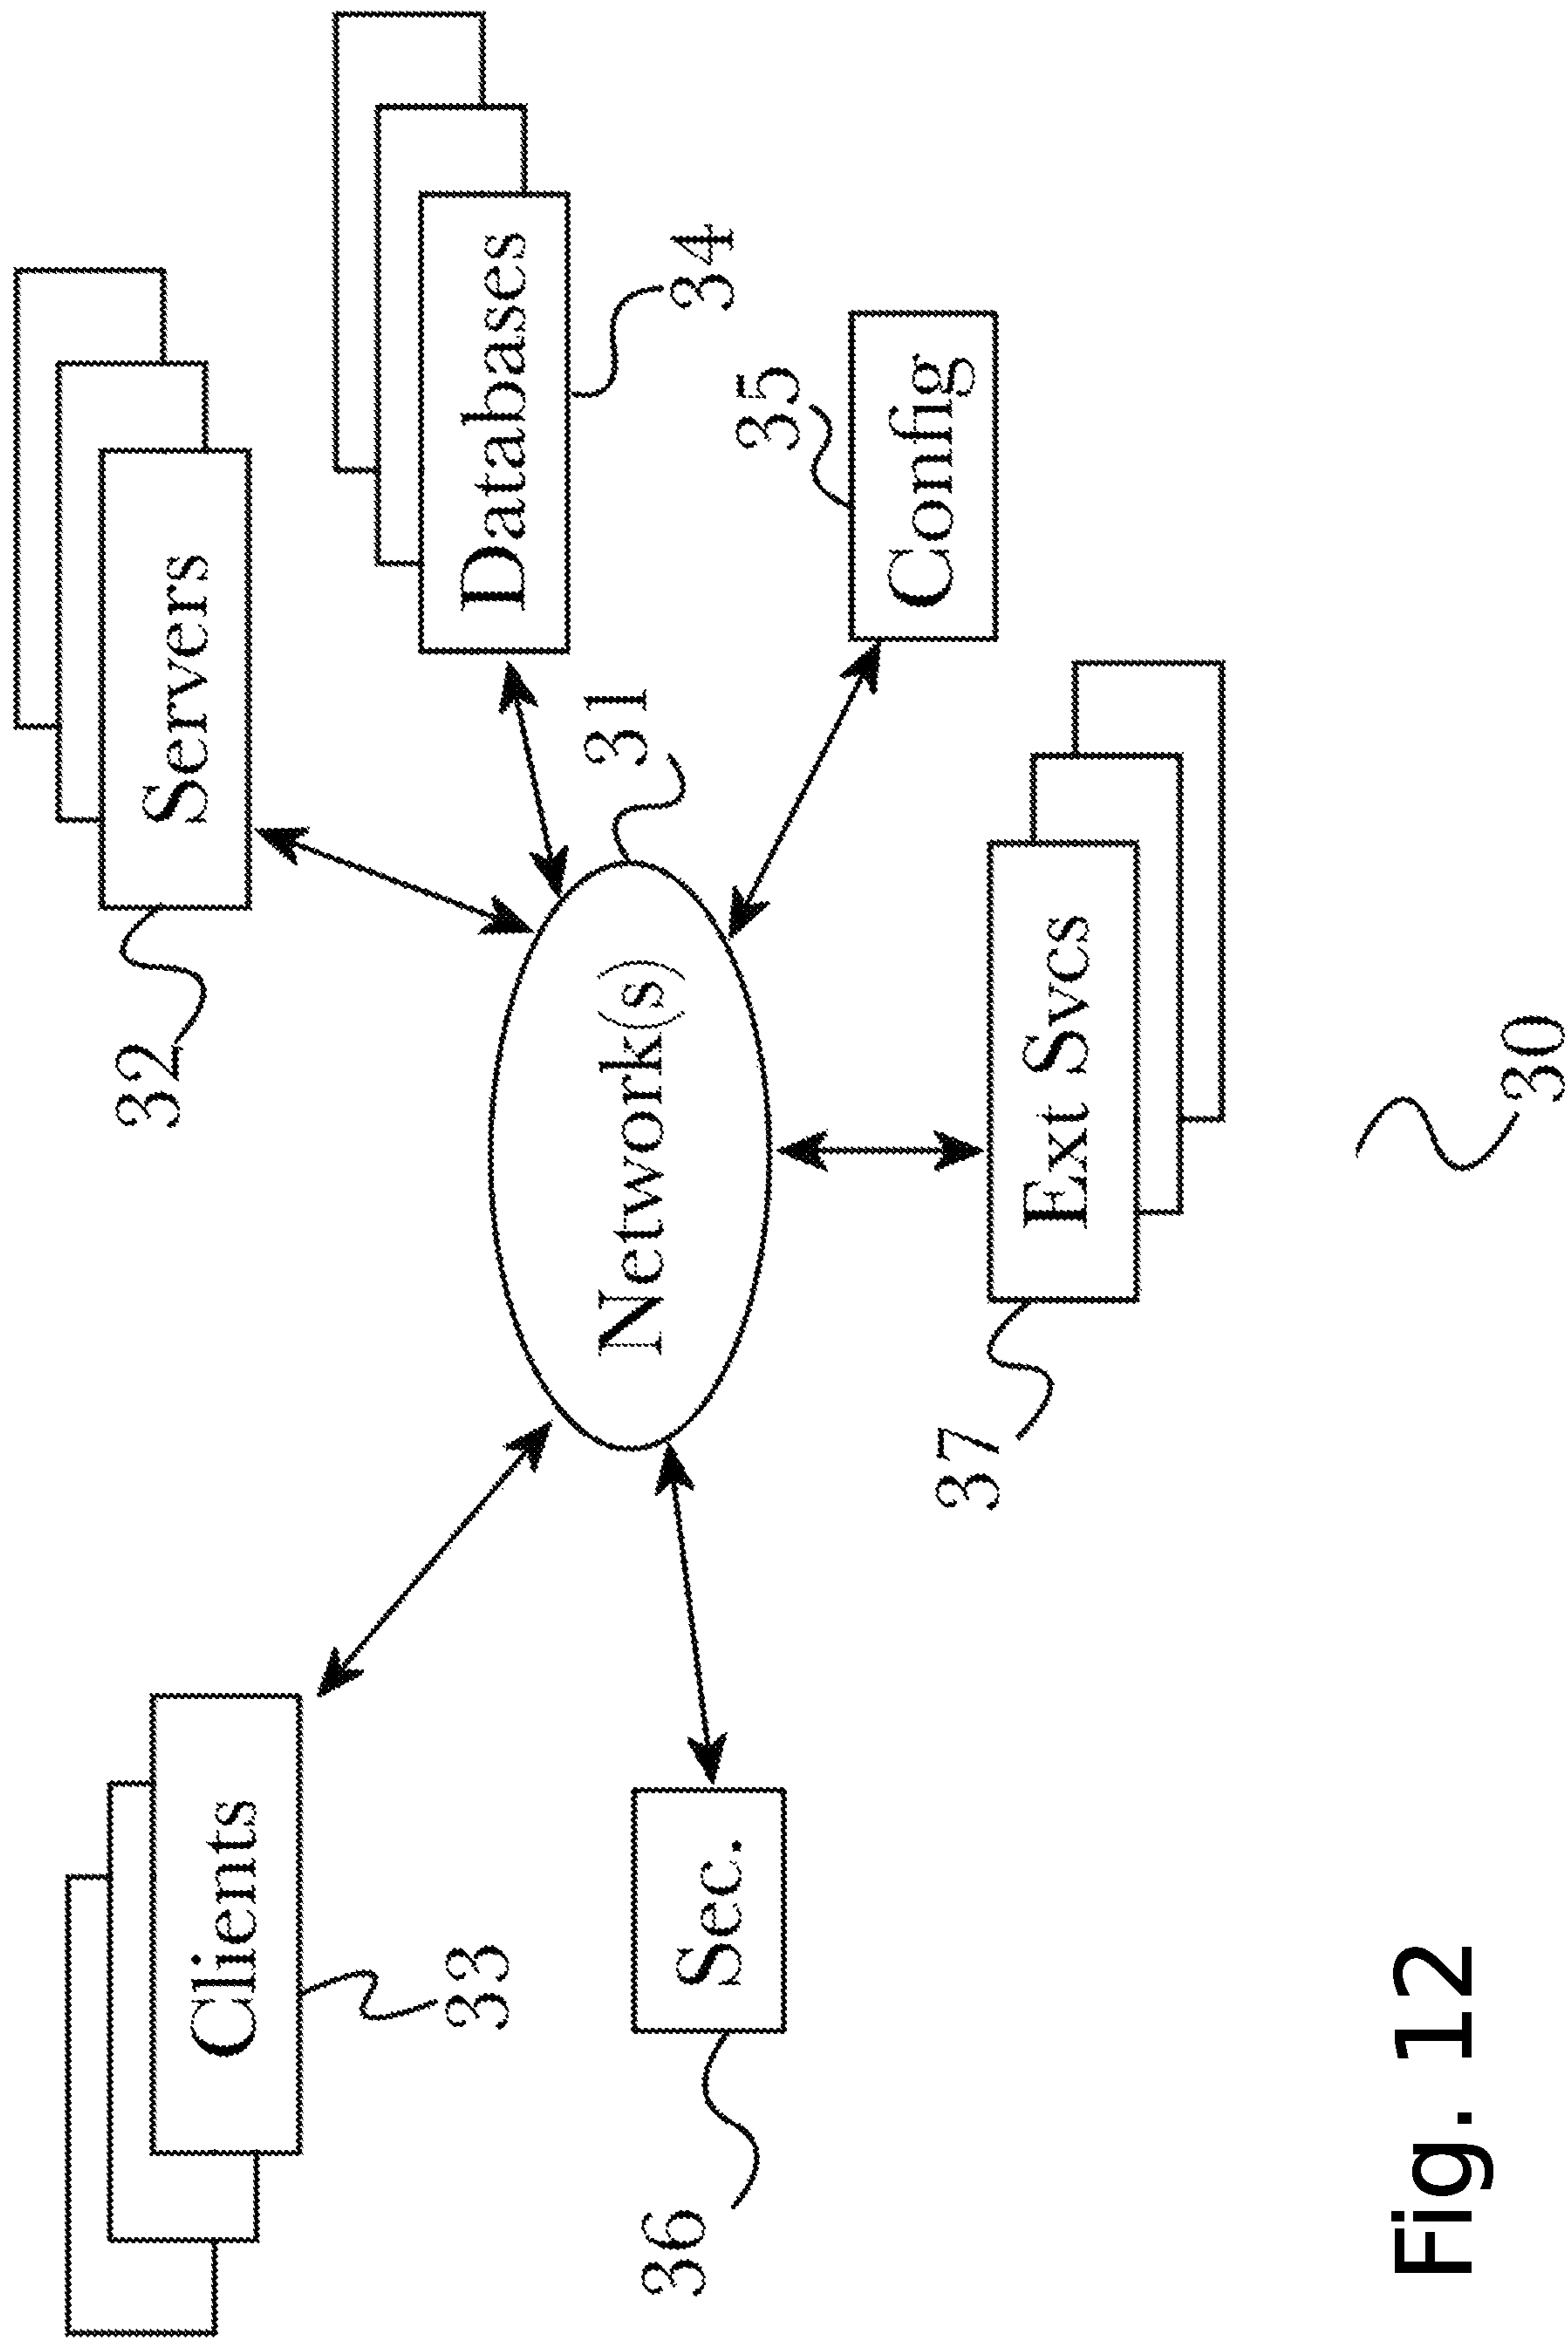 32
Servers
Clients
33
Databases
34
31
Network(s)
35
Config
36
Sec.
37
Ext Svcs
30
Fig. 12